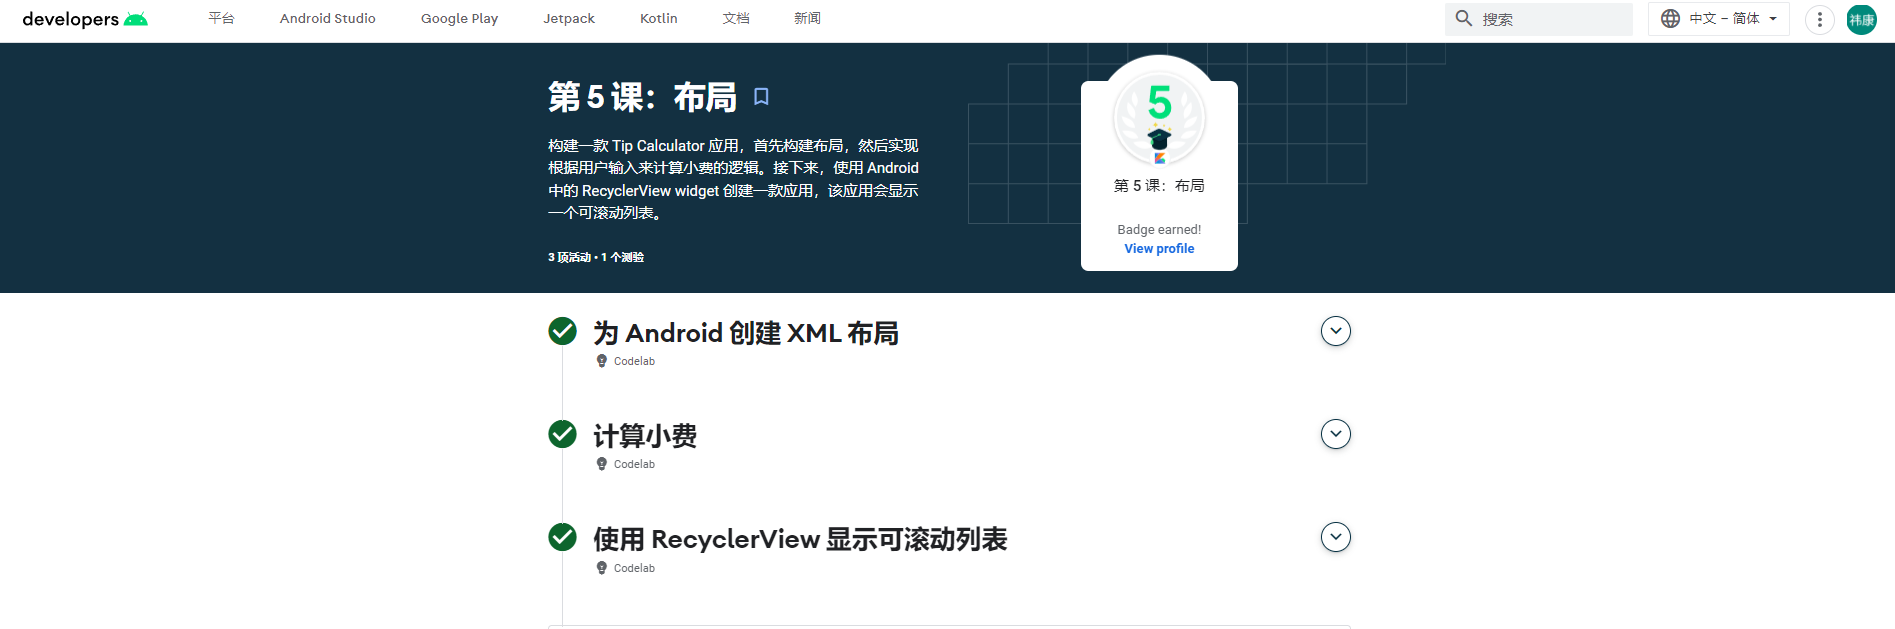 developers 平台 Android Studio Google Play Jetpack Kotlin 文档 新闻 搜索 中文 – 简体 祎康
第 5 课：布局
构建一款 Tip Calculator 应用，首先构建布局，然后实现
根据用户输入来计算小费的逻辑。接下来，使用 Android
中的 RecyclerView widget 创建一款应用，该应用会显示
一个可滚动列表。
3 项活动 • 1 个测验
5
第 5 课：布局
Badge earned!
View profile
为 Android 创建 XML 布局
Codelab
计算小费
Codelab
使用 RecyclerView 显示可滚动列表
Codelab